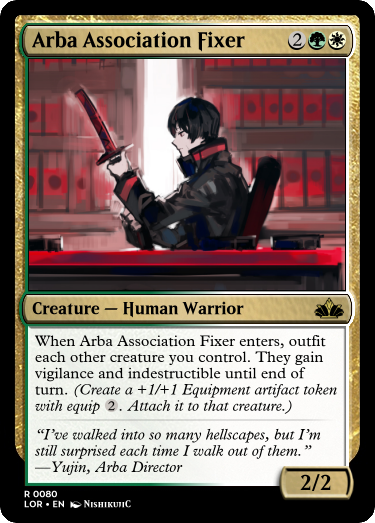 Arba Association Fixer 2
Creature — Human Warrior
When Arba Association Fixer enters, outfit
each other creature you control. They gain
vigilance and indestructible until end of
turn. (Create a +1/+1 Equipment artifact token
with equip 2. Attach it to that creature.)
“I’ve walked into so many hellscapes, but I’m
still surprised each time I walk out of them.”
—Yujin, Arba Director
2/2
R 0080
LOR • EN NISHIKUJIC